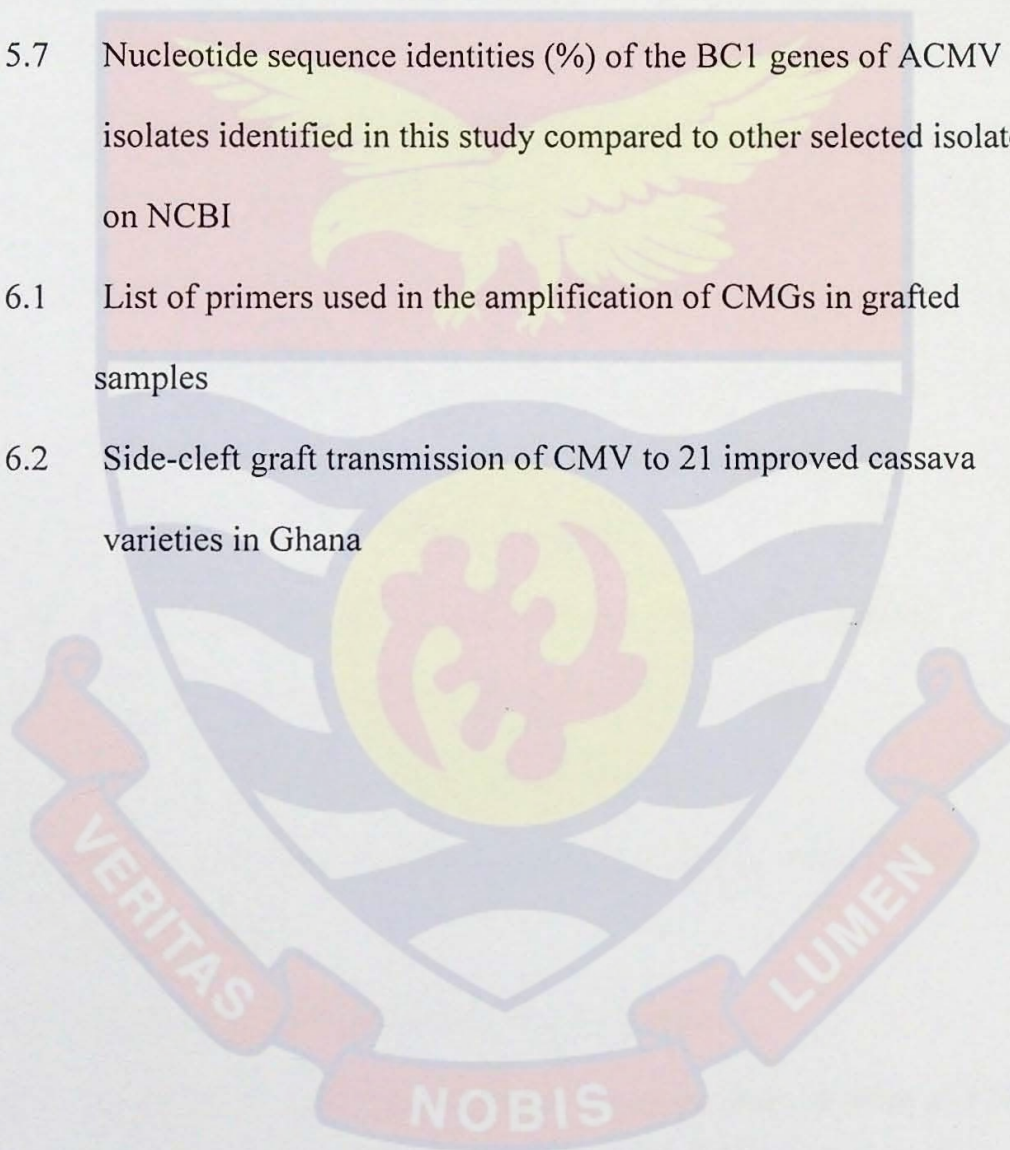 5.7 Nucleotide sequence identities (%) of the BC1 genes of ACMV
isolates identified in this study compared to other selected isolat
on NCBI
6.1 List of primers used in the amplification of CMGs in grafted
samples
6.2 Side-cleft graft transmission of CMV to 21 improved cassava
varieties in Ghana
VERITAS
NOBIS
LUMEN